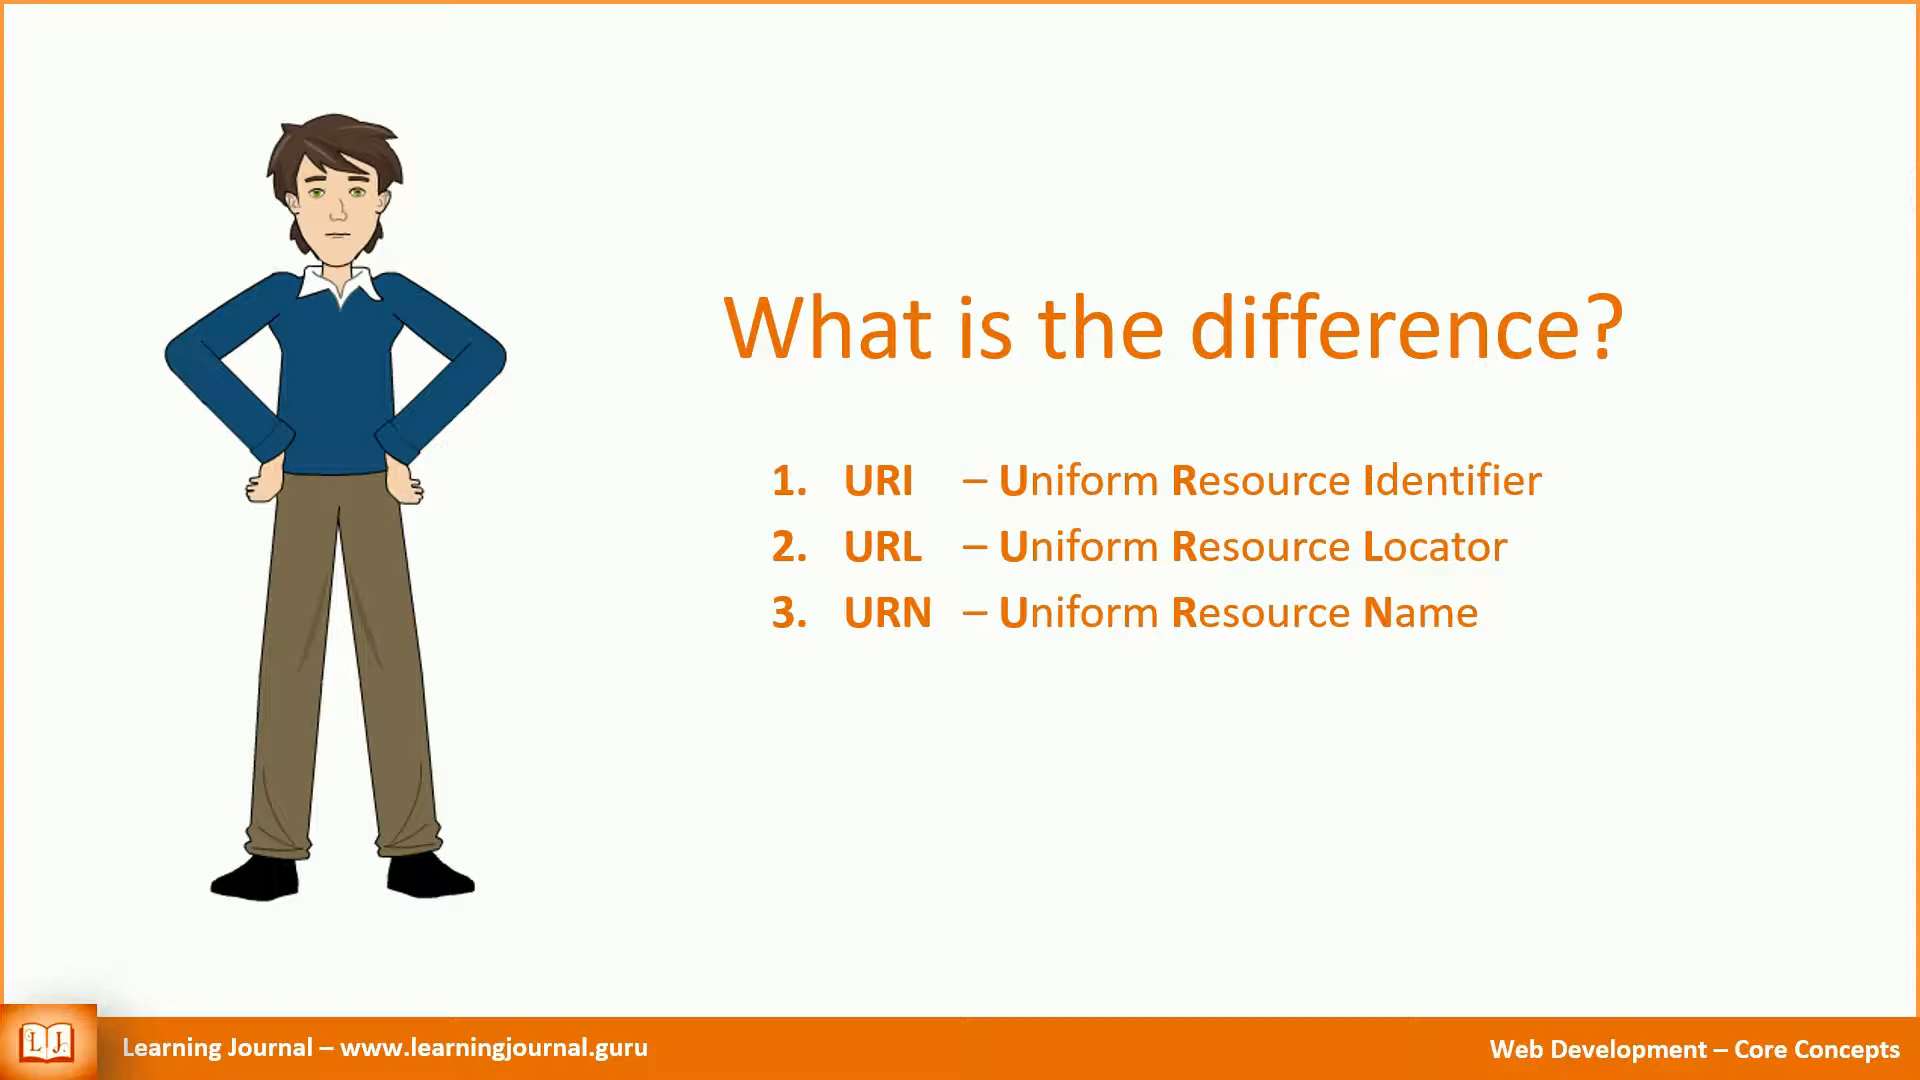 What is the difference?
1. URI – Uniform Resource Identifier
2. URL – Uniform Resource Locator
3. URN – Uniform Resource Name
L J
Learning Journal – www.learningjournal.guru
Web Development – Core Concepts